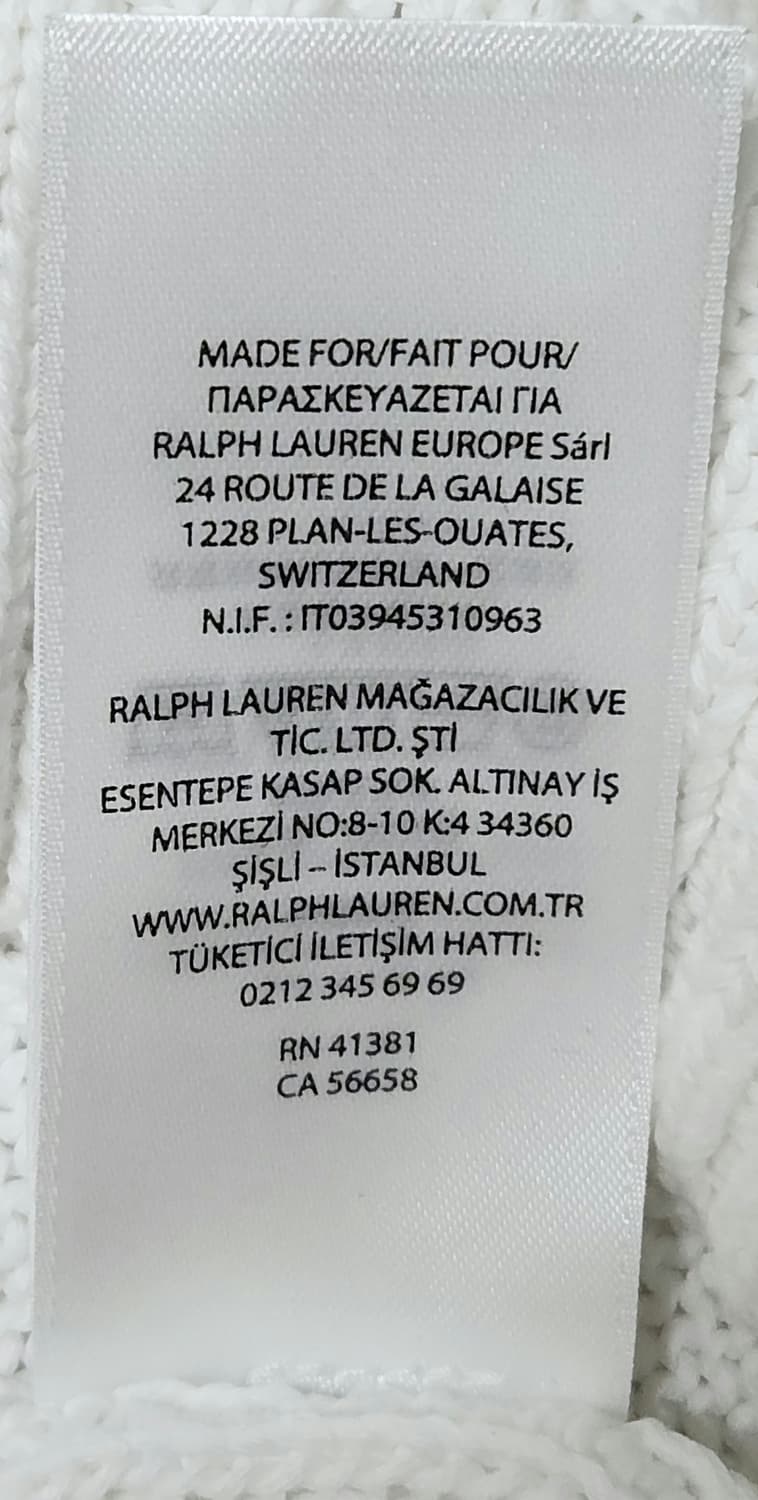 MADE FOR/FAIT POUR/
ΠΑΡΑΣΚΕΥΑΖΕΤΑΙ ΓΙΑ
RALPH LAUREN EUROPE Sárl
24 ROUTE DE LA GALAISE
1228 PLAN-LES-OUATES,
SWITZERLAND
N.I.F. : IT03945310963
RALPH LAUREN MAĞAZACILIK VE
TİC. LTD. ŞTİ
ESENTEPE KASAP SOK. ALTINAY İŞ
MERKEZİ NO:8-10 K:4 34360
ŞİŞLİ – İSTANBUL
WWW.RALPHLAUREN.COM.TR
TÜKETİCİ İLETİŞİM HATTI:
0212 345 69 69
RN 41381
CA 56658